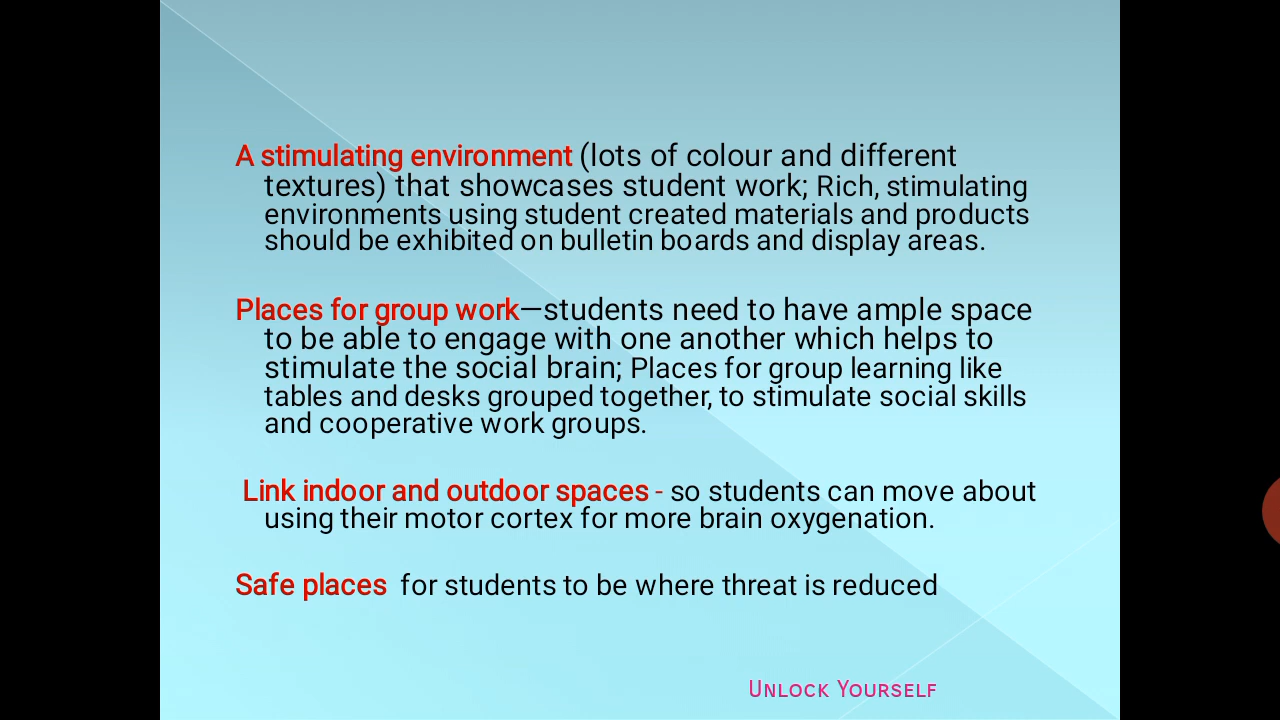 A stimulating environment (lots of colour and different
textures) that showcases student work; Rich, stimulating
environments using student created materials and products
should be exhibited on bulletin boards and display areas.
Places for group work—students need to have ample space
to be able to engage with one another which helps to
stimulate the social brain; Places for group learning like
tables and desks grouped together, to stimulate social skills
and cooperative work groups.
Link indoor and outdoor spaces - so students can move about
using their motor cortex for more brain oxygenation.
Safe places for students to be where threat is reduced
Unlock Yourself